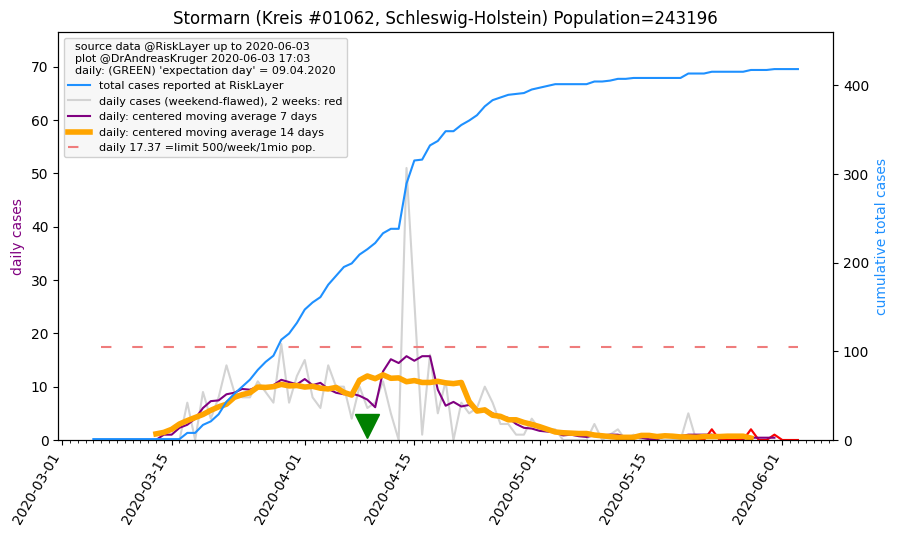 Stormarn (Kreis #01062, Schleswig-Holstein) Population=243196
source data @RiskLayer up to 2020-06-03
plot @DrAndreasKruger 2020-06-03 17:03
daily: (GREEN) 'expectation day' = 09.04.2020
total cases reported at RiskLayer
daily cases (weekend-flawed), 2 weeks: red
daily: centered moving average 7 days
daily: centered moving average 14 days
daily 17.37 =limit 500/week/1mio pop.
daily cases
70
60
50
40
30
20
10
0
cumulative total cases
400
300
200
100
0
2020-03-01
2020-03-15
2020-04-01
2020-04-15
2020-05-01
2020-05-15
2020-06-01